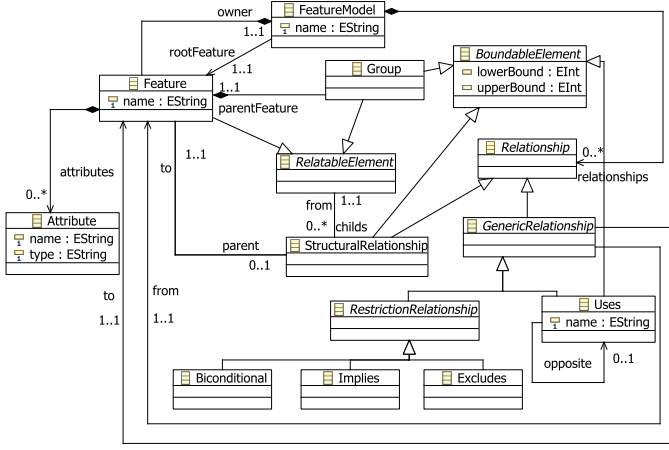 FeatureModel
name : EString
owner
1..1
rootFeature
1..1
Feature
name : EString
1..1
parentFeature
Group
BoundableElement
lowerBound : EInt
upperBound : EInt
Relationship
0..*
relationships
attributes
0..*
to
1..1
RelatableElement
from
1..1
0..*
childs
Attribute
name : EString
type : EString
parent
0..1
StructuralRelationship
GenericRelationship
to
1..1
from
1..1
RestrictionRelationship
Uses
name : EString
opposite
0..1
Biconditional
Implies
Excludes